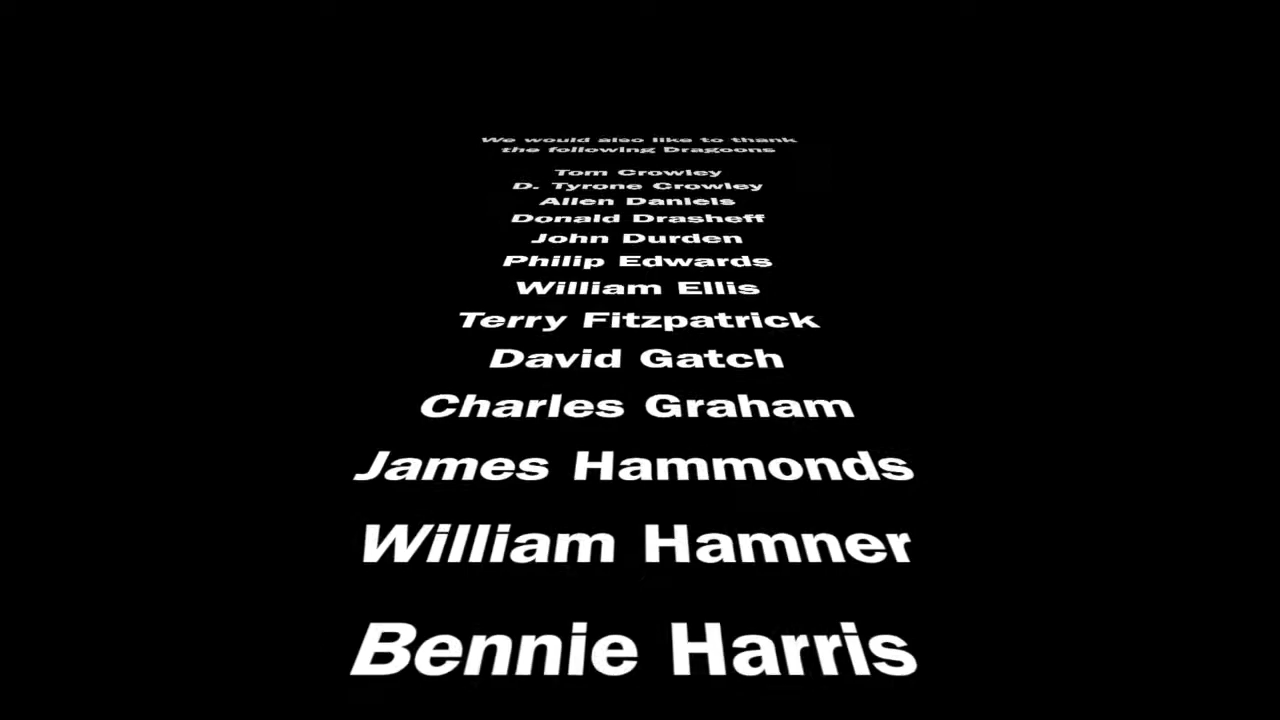 We would also like to thank
the following Dragoons
Tom Crowley
D. Tyrone Crowley
Allen Daniels
Donald Drasheff
John Durden
Philip Edwards
William Ellis
Terry Fitzpatrick
David Gatch
Charles Graham
James Hammonds
William Hamner
Bennie Harris